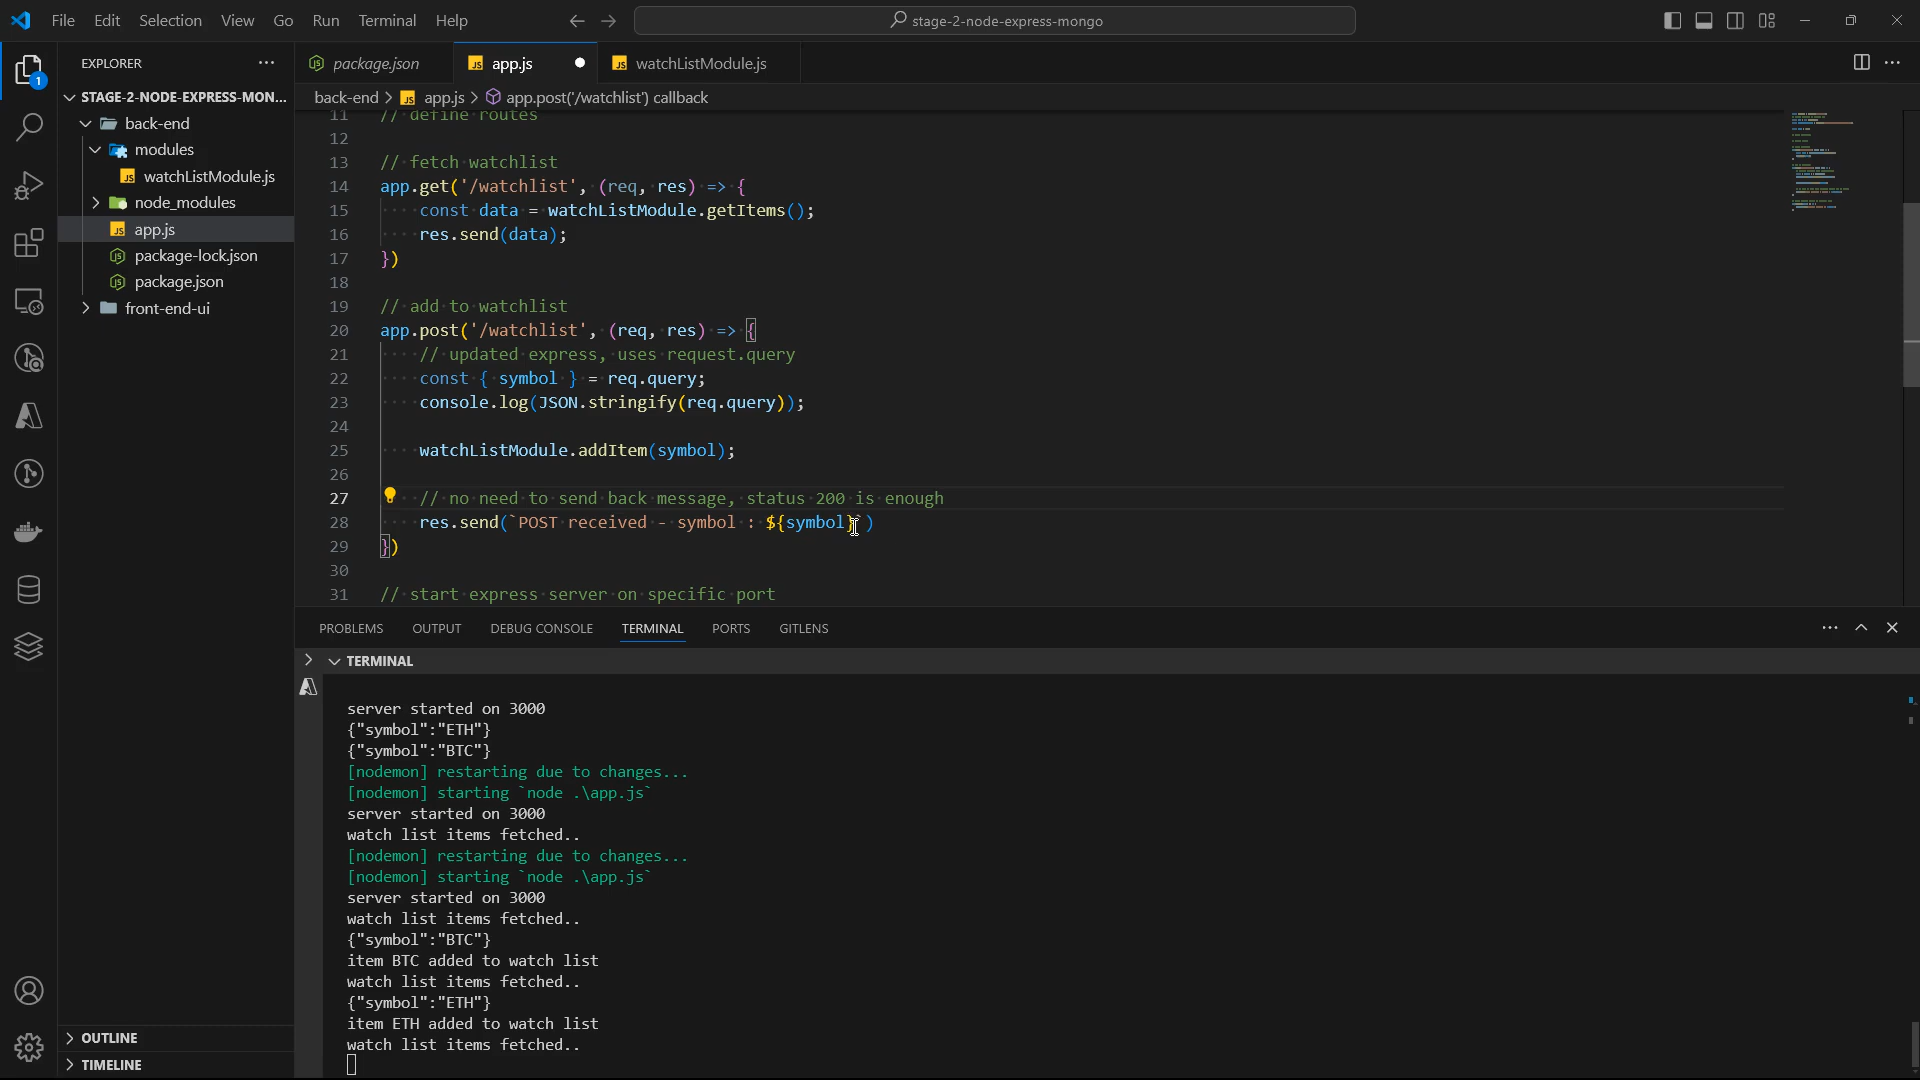 File Edit Selection View Go Run Terminal Help
stage-2-node-express-mongo
EXPLORER
1
STAGE-2-NODE-EXPRESS-MON...
back-end
modules
JS watchListModule.js
node_modules
JS app.js
package-lock.json
package.json
front-end-ui
OUTLINE
TIMELINE
package.json
JS app.js
JS watchListModule.js
back-end > JS app.js > app.post('/watchlist') callback
11 // define routes
12
13 // fetch watchlist
14 app.get('/watchlist', (req, res) => {
15 const data = watchListModule.getItems();
16 res.send(data);
17 })
18
19 // add to watchlist
20 app.post('/watchlist', (req, res) => {
21 // updated express, uses request.query
22 const { symbol } = req.query;
23 console.log(JSON.stringify(req.query));
24
25 watchListModule.addItem(symbol);
26
27 // no need to send back message, status 200 is enough
28 res.send(`POST received - symbol : ${symbol}`)
29 })
30
31 // start express server on specific port
PROBLEMS OUTPUT DEBUG CONSOLE TERMINAL PORTS GITLENS
TERMINAL
server started on 3000
{"symbol":"ETH"}
{"symbol":"BTC"}
[nodemon] restarting due to changes...
[nodemon] starting `node .\app.js`
server started on 3000
watch list items fetched..
[nodemon] restarting due to changes...
[nodemon] starting `node .\app.js`
server started on 3000
watch list items fetched..
{"symbol":"BTC"}
item BTC added to watch list
watch list items fetched..
{"symbol":"ETH"}
item ETH added to watch list
watch list items fetched..